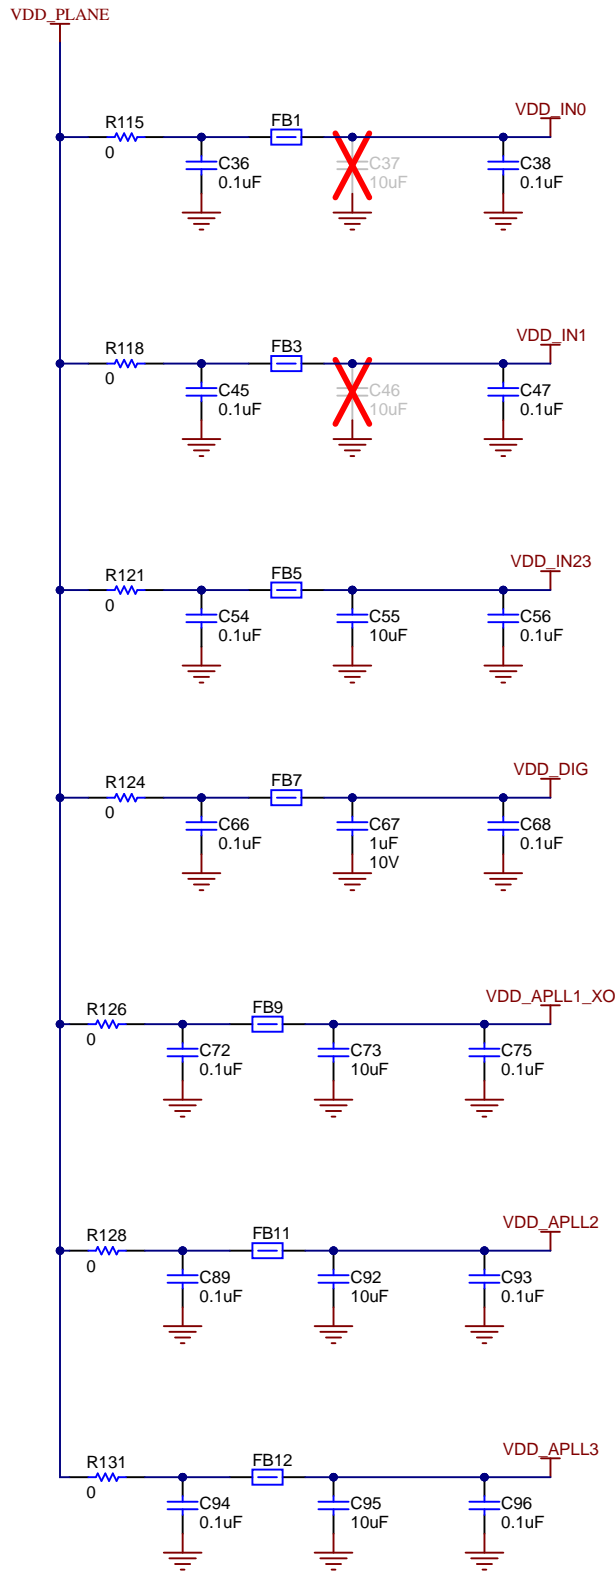 VDD_PLANE
VDD_IN0
R115
FB1
0
C36
0.1uF
C37
10uF
C38
0.1uF
VDD_IN1
R118
FB3
0
C45
0.1uF
C46
10uF
C47
0.1uF
VDD_IN23
R121
FB5
0
C54
0.1uF
C55
10uF
C56
0.1uF
VDD_DIG
R124
FB7
0
C66
0.1uF
C67
1uF
10V
C68
0.1uF
VDD_APLL1_XO
R126
FB9
0
C72
0.1uF
C73
10uF
C75
0.1uF
VDD_APLL2
R128
FB11
0
C89
0.1uF
C92
10uF
C93
0.1uF
VDD_APLL3
R131
FB12
0
C94
0.1uF
C95
10uF
C96
0.1uF